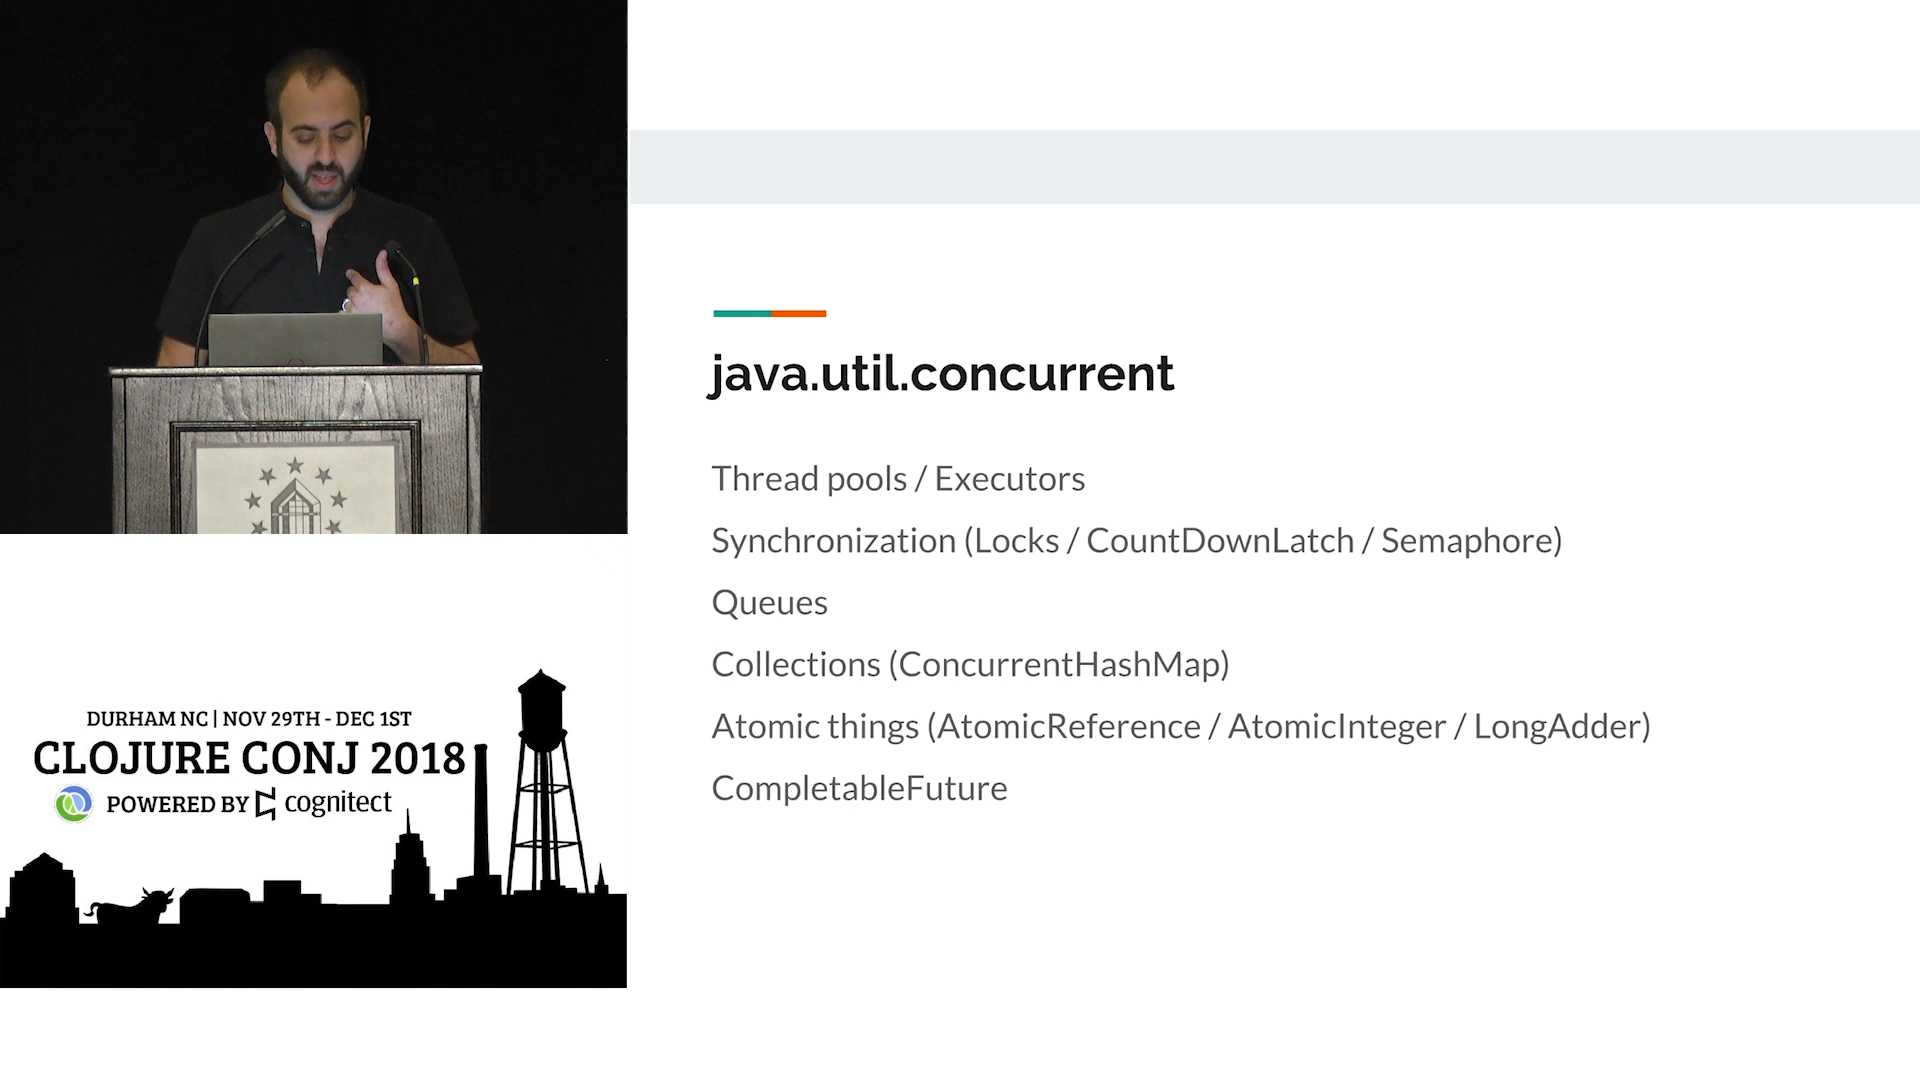 java.util.concurrent
Thread pools / Executors
Synchronization (Locks / CountDownLatch / Semaphore)
Queues
Collections (ConcurrentHashMap)
Atomic things (AtomicReference / AtomicInteger / LongAdder)
CompletableFuture
DURHAM NC | NOV 29TH - DEC 1ST
CLOJURE CONJ 2018
POWERED BY cognitect